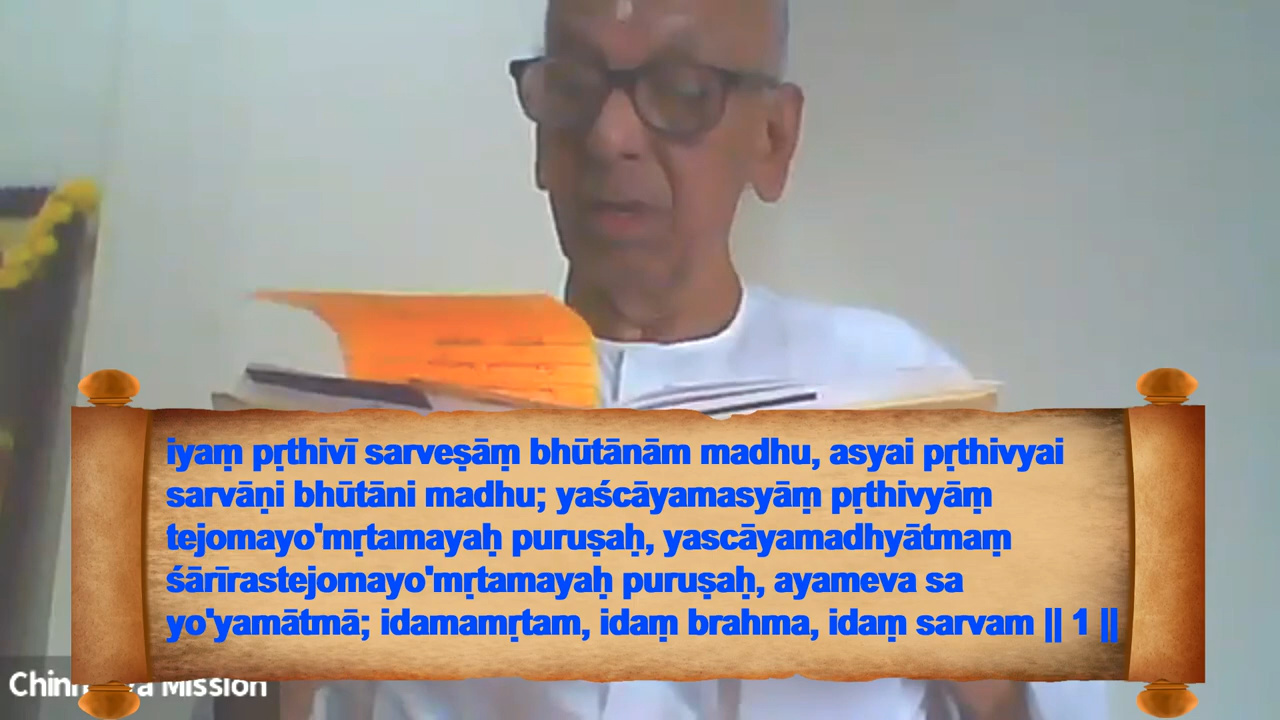 iyaṃ pṛthivī sarveṣāṃ bhūtānām madhu, asyai pṛthivyai
sarvāṇi bhūtāni madhu; yaścāyamasyāṃ pṛthivyāṃ
tejomayo'mṛtamayaḥ puruṣaḥ, yascāyamadhyātmaṃ
śārīrastejomayo'mṛtamayaḥ puruṣaḥ, ayameva sa
yo'yamātmā; idamamṛtam, idaṃ brahma, idaṃ sarvam || 1 ||
Mission